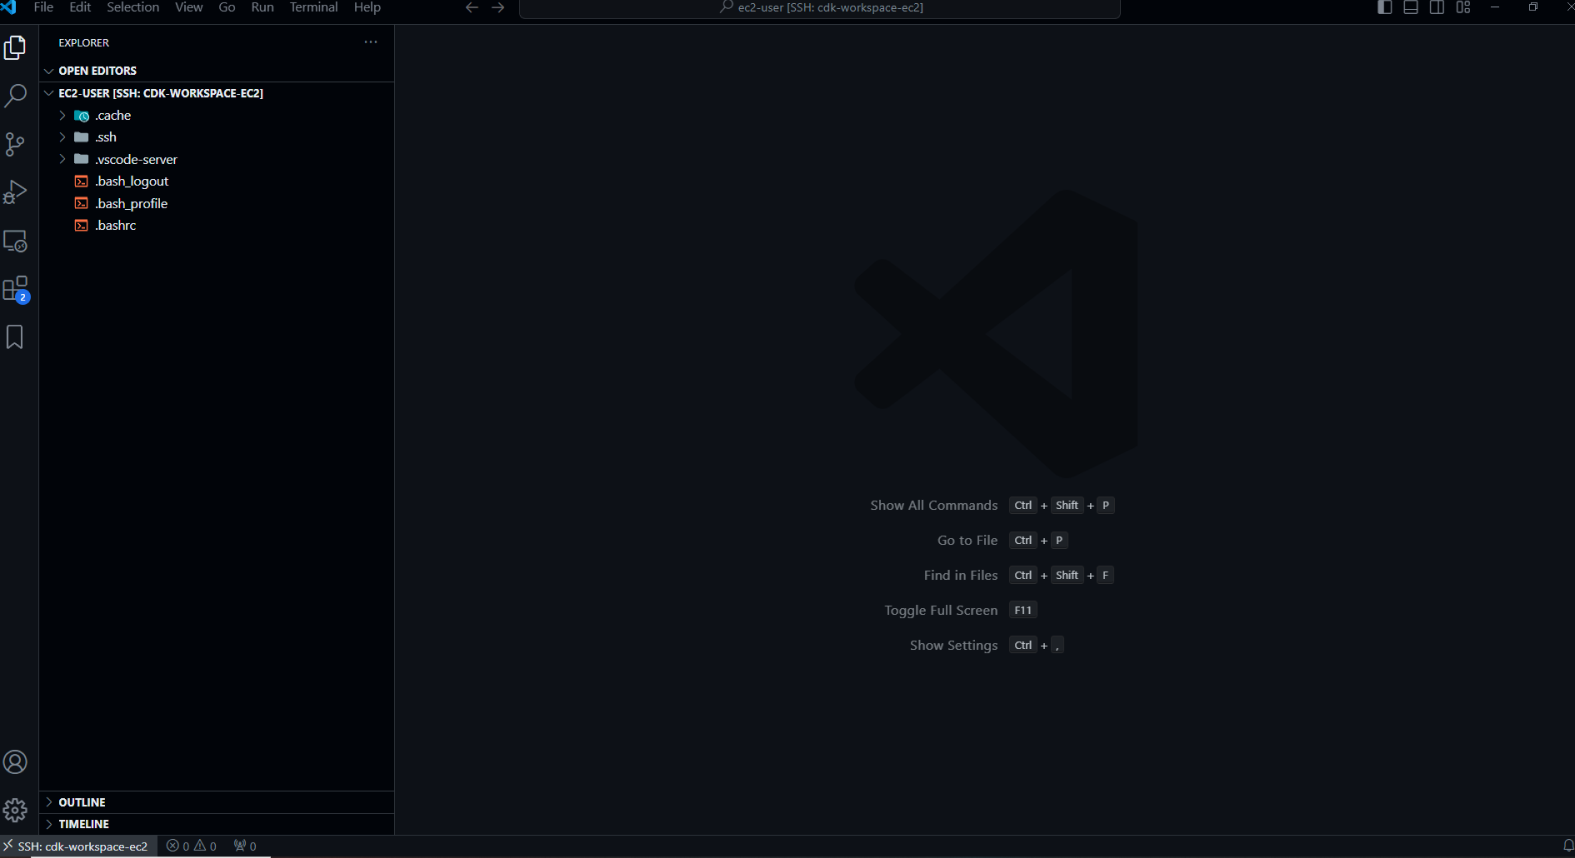 File Edit Selection View Go Run Terminal Help
ec2-user [SSH: cdk-workspace-ec2]
EXPLORER
OPEN EDITORS
EC2-USER [SSH: CDK-WORKSPACE-EC2]
.cache
.ssh
.vscode-server
.bash_logout
.bash_profile
.bashrc
2
Show All Commands Ctrl + Shift + P
Go to File Ctrl + P
Find in Files Ctrl + Shift + F
Toggle Full Screen F11
Show Settings Ctrl + ,
OUTLINE
TIMELINE
SSH: cdk-workspace-ec2 0 0 0